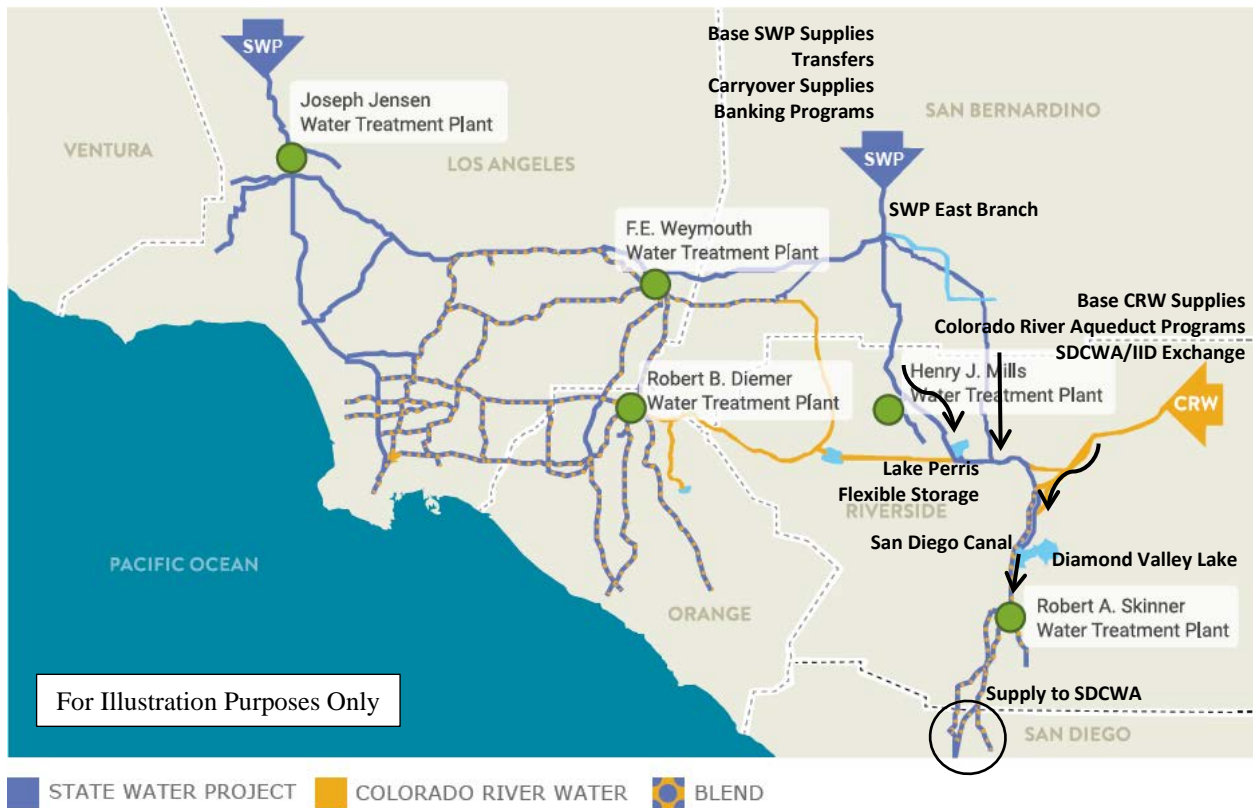 SWP
Base SWP Supplies
Transfers
Carryover Supplies
Banking Programs
Joseph Jensen
Water Treatment Plant
SAN BERNARDINO
VENTURA
LOS ANGELES
SWP
SWP East Branch
F.E. Weymouth
Water Treatment Plant
Base CRW Supplies
Colorado River Aqueduct Programs
SDCWA/IID Exchange
Henry J. Mills
Water Treatment Plant
Robert B. Diemer
Water Treatment Plant
CRW
Lake Perris
Flexible Storage
RIVERSIDE
San Diego Canal
Diamond Valley Lake
PACIFIC OCEAN
ORANGE
Robert A. Skinner
Water Treatment Plant
For Illustration Purposes Only
Supply to SDCWA
SAN DIEGO
STATE WATER PROJECT
COLORADO RIVER WATER
BLEND